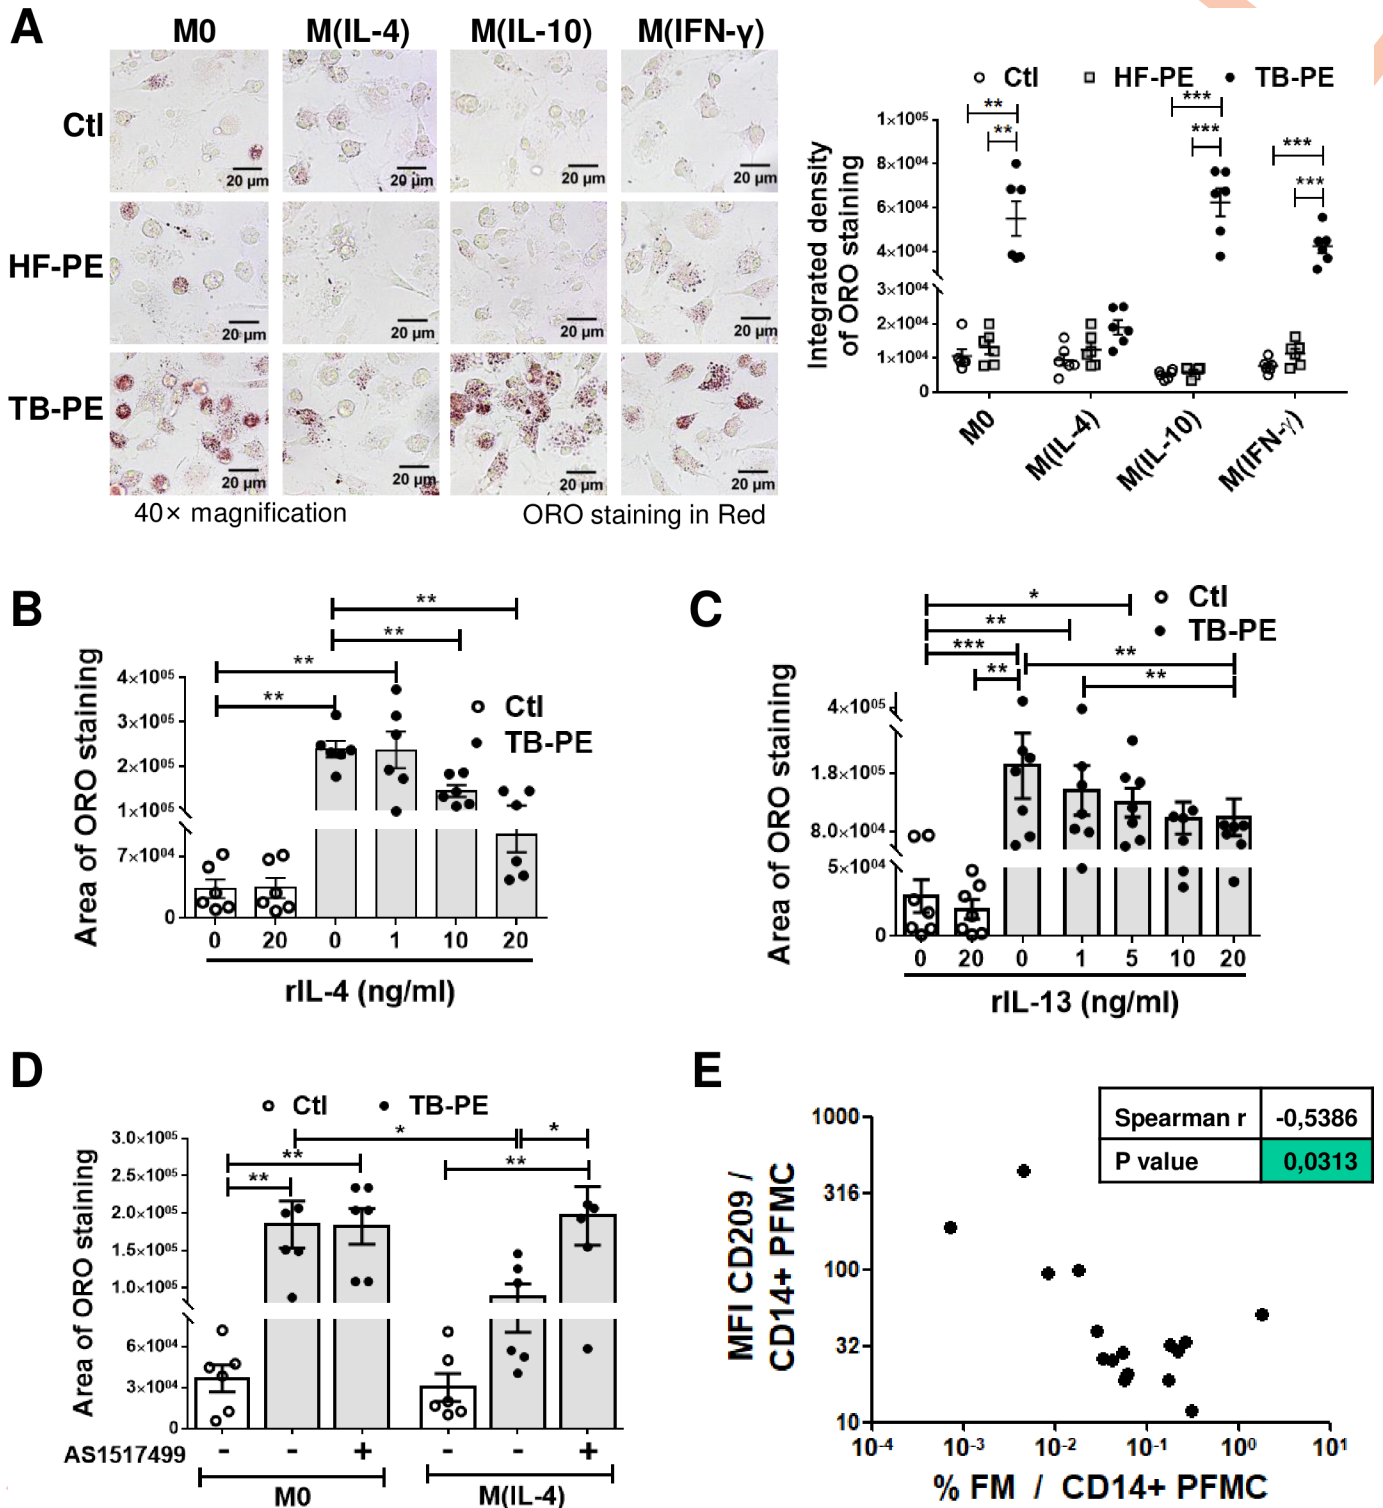 A
M0 M(IL-4) M(IL-10) M(IFN-γ)
Ctl
20 µm 20 µm 20 µm 20 µm
HF-PE
20 µm 20 µm 20 µm 20 µm
TB-PE
20 µm 20 µm 20 µm 20 µm
40× magnification ORO staining in Red
Ctl HF-PE TB-PE
Integrated density
of ORO staining
** ** *** *** *** ***
1×10⁰⁵
8×10⁰⁴
6×10⁰⁴
4×10⁰⁴
3×10⁰⁴
2×10⁰⁴
1×10⁰⁴
0
M0 M(IL-4) M(IL-10) M(IFN-γ)
B
Area of ORO staining
** ** ** **
Ctl
TB-PE
4×10⁰⁵
3×10⁰⁵
2×10⁰⁵
1×10⁰⁵
7×10⁰⁴
0
0 20 0 1 10 20
rIL-4 (ng/ml)
C
Area of ORO staining
Ctl
TB-PE
*
**
*** **
** **
4×10⁰⁵
1.8×10⁰⁵
8.0×10⁰⁴
5×10⁰⁴
0
0 20 0 1 5 10 20
rIL-13 (ng/ml)
D
Ctl TB-PE
Area of ORO staining
* *
** **
**
3.0×10⁰⁵
2.5×10⁰⁵
2.0×10⁰⁵
1.5×10⁰⁵
1.0×10⁰⁵
6×10⁰⁴
3×10⁰⁴
0
AS1517499 - - + - - +
M0 M(IL-4)
E
Spearman r -0,5386
P value 0,0313
MFI CD209 /
CD14+ PFMC
1000
316
100
32
10
10⁻⁴ 10⁻³ 10⁻² 10⁻¹ 10⁰ 10¹
% FM / CD14+ PFMC